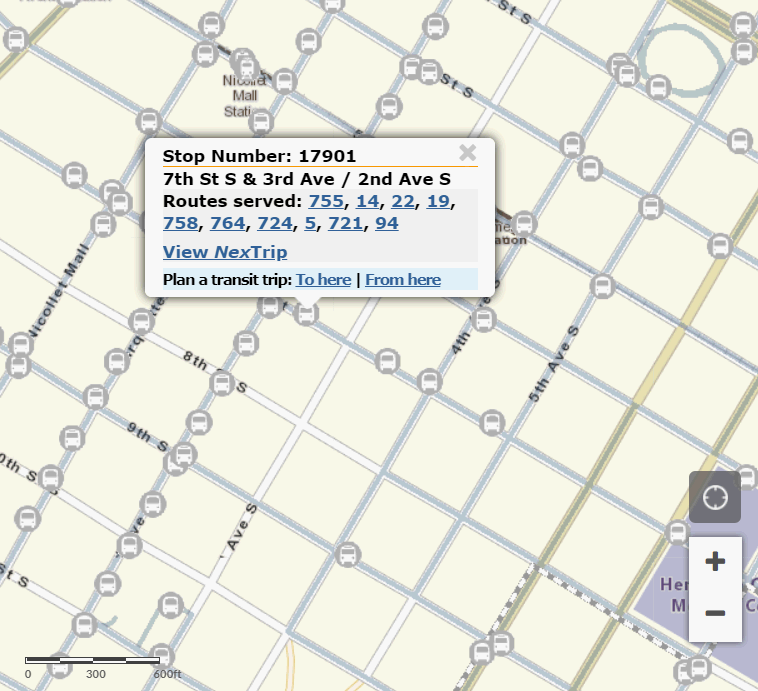 St S
Nicollet
Mall
St S
Stop Number: 17901
7th St S & 3rd Ave / 2nd Ave S
Routes served: 755, 14, 22, 19,
758, 764, 724, 5, 721, 94
View NexTrip
Plan a transit trip: To here | From here
Nicollet Mall
4th
S
5th Ave S
8th
S
9th S
S
Ave S
St S
+
−
0 300 600ft